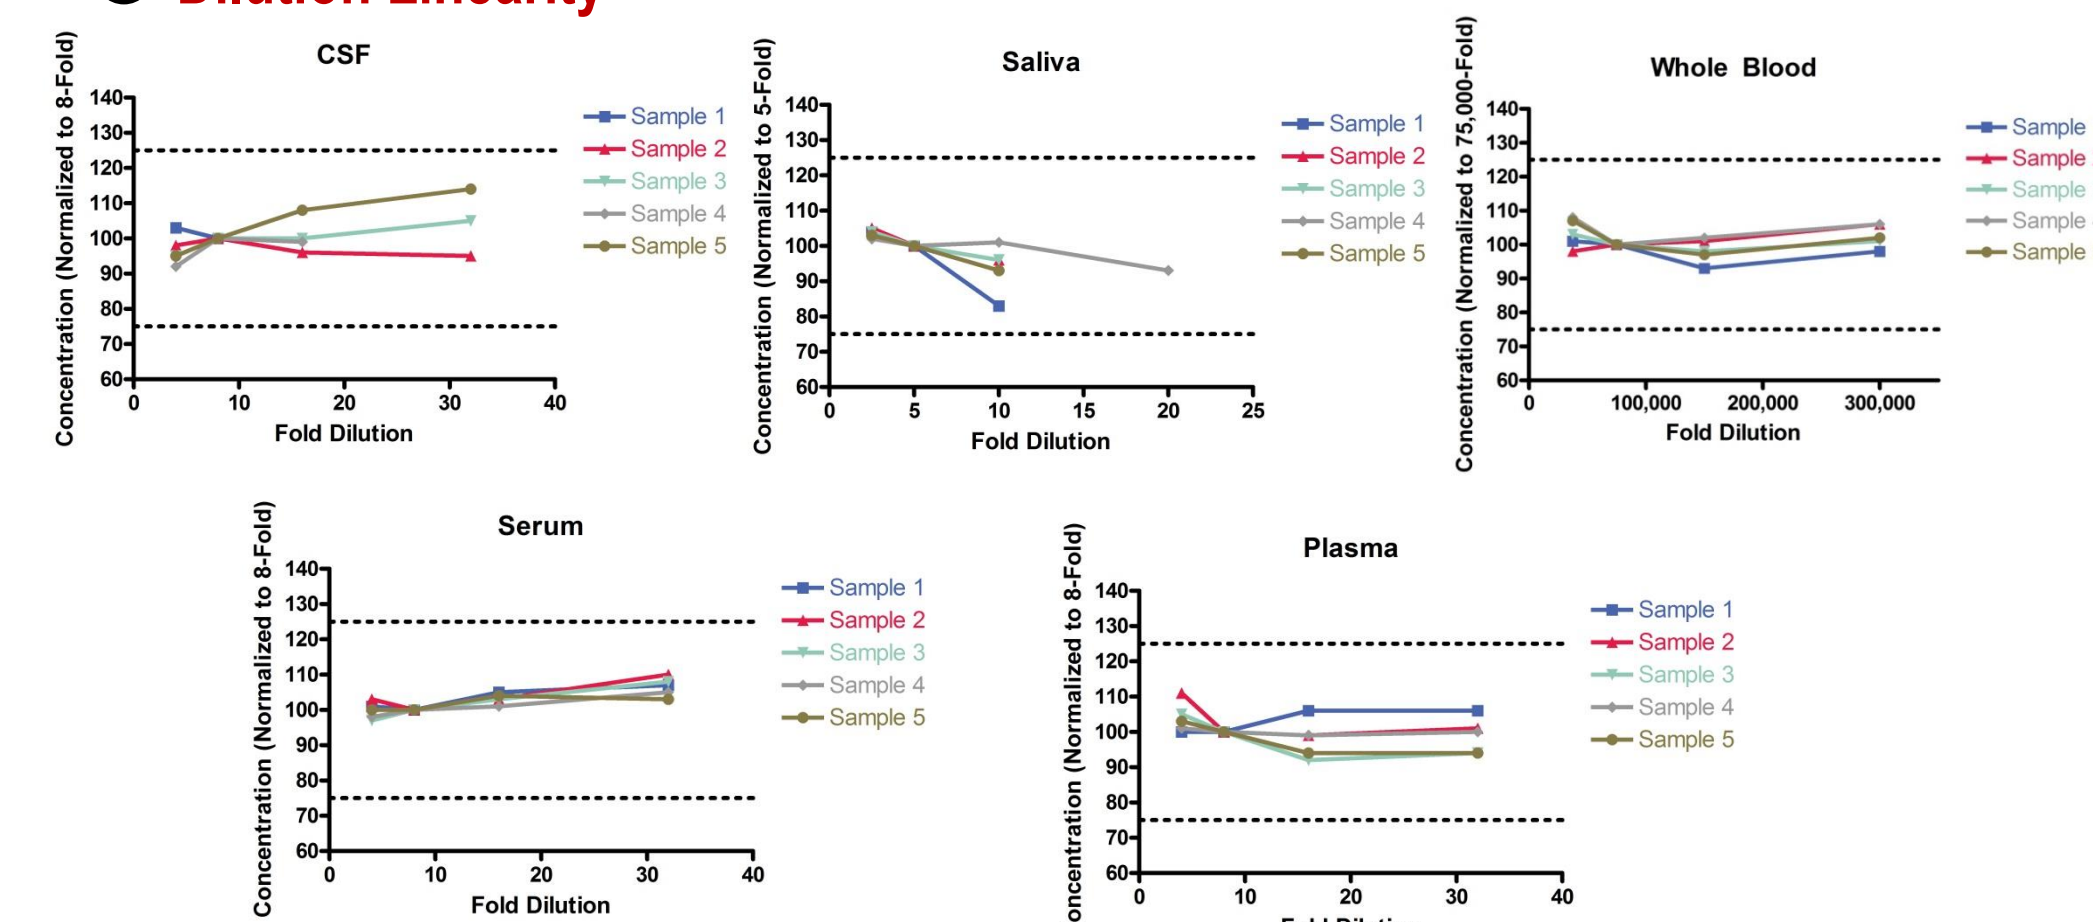 Dilution Linearity
CSF
Concentration (Normalized to 8-Fold)
140
130
120
110
100
90
80
70
60
0 10 20 30 40
Fold Dilution
Sample 1
Sample 2
Sample 3
Sample 4
Sample 5
Saliva
Concentration (Normalized to 5-Fold)
140
130
120
110
100
90
80
70
60
0 5 10 15 20 25
Fold Dilution
Sample 1
Sample 2
Sample 3
Sample 4
Sample 5
Whole Blood
Concentration (Normalized to 75,000-Fold)
140
130
120
110
100
90
80
70
60
0 100,000 200,000 300,000
Fold Dilution
Sample
Sample
Sample
Sample
Sample
Serum
Concentration (Normalized to 8-Fold)
140
130
120
110
100
90
80
70
60
0 10 20 30 40
Fold Dilution
Sample 1
Sample 2
Sample 3
Sample 4
Sample 5
Plasma
oncentration (Normalized to 8-Fold)
140
130
120
110
100
90
80
70
60
0 10 20 30 40
Fold Diluti
Sample 1
Sample 2
Sample 3
Sample 4
Sample 5